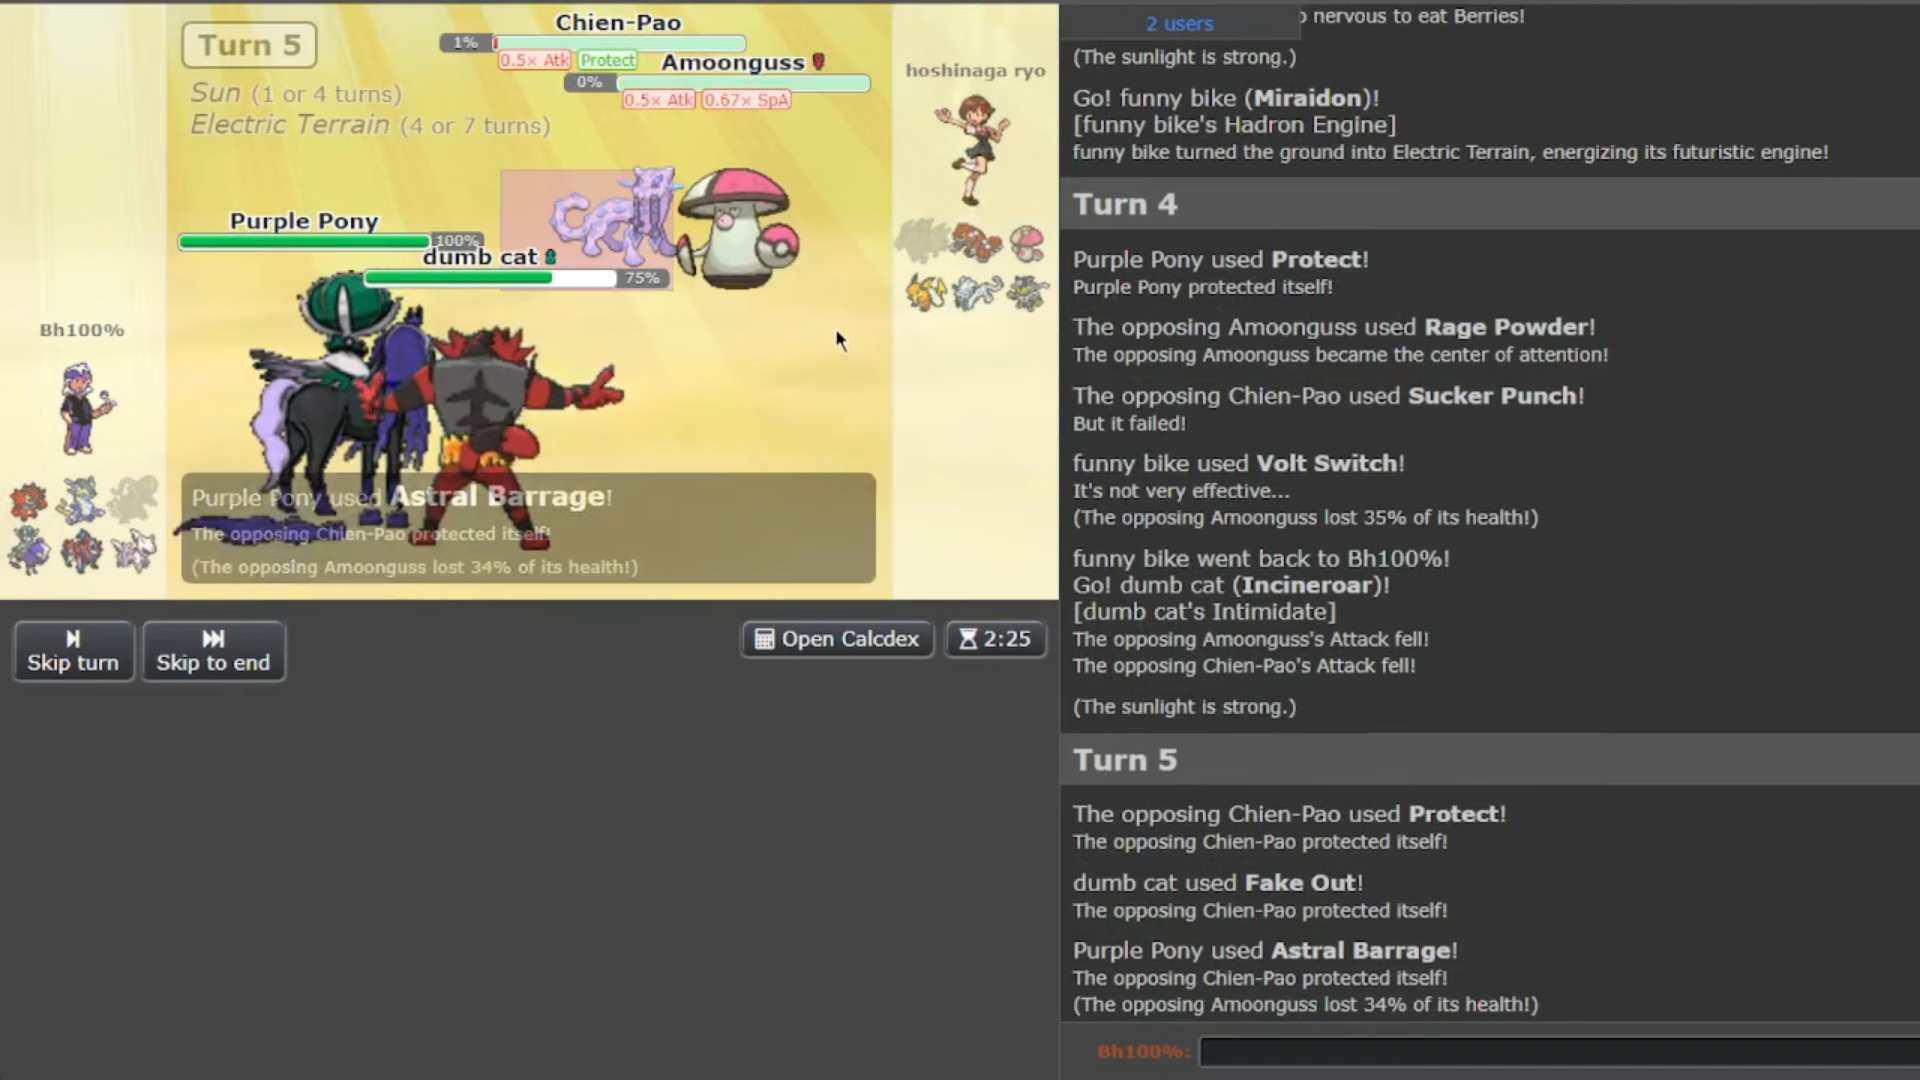 Turn 5
Sun (1 or 4 turns)
Electric Terrain (4 or 7 turns)
Chien-Pao
1%
0.5× Atk Protect
Amoonguss
0%
0.5× Atk 0.67× SpA
hoshinaga ryo
Purple Pony
100%
dumb cat
75%
Bh100%
Purple Pony used Astral Barrage!
The opposing Chien-Pao protected itself!
(The opposing Amoonguss lost 34% of its health!)
Skip turn
Skip to end
Open Calcdex
2:25
2 users
nervous to eat Berries!
(The sunlight is strong.)
Go! funny bike (Miraidon)!
[funny bike's Hadron Engine]
funny bike turned the ground into Electric Terrain, energizing its futuristic engine!
Turn 4
Purple Pony used Protect!
Purple Pony protected itself!
The opposing Amoonguss used Rage Powder!
The opposing Amoonguss became the center of attention!
The opposing Chien-Pao used Sucker Punch!
But it failed!
funny bike used Volt Switch!
It's not very effective...
(The opposing Amoonguss lost 35% of its health!)
funny bike went back to Bh100%!
Go! dumb cat (Incineroar)!
[dumb cat's Intimidate]
The opposing Amoonguss's Attack fell!
The opposing Chien-Pao's Attack fell!
(The sunlight is strong.)
Turn 5
The opposing Chien-Pao used Protect!
The opposing Chien-Pao protected itself!
dumb cat used Fake Out!
The opposing Chien-Pao protected itself!
Purple Pony used Astral Barrage!
The opposing Chien-Pao protected itself!
(The opposing Amoonguss lost 34% of its health!)
Bh100%: